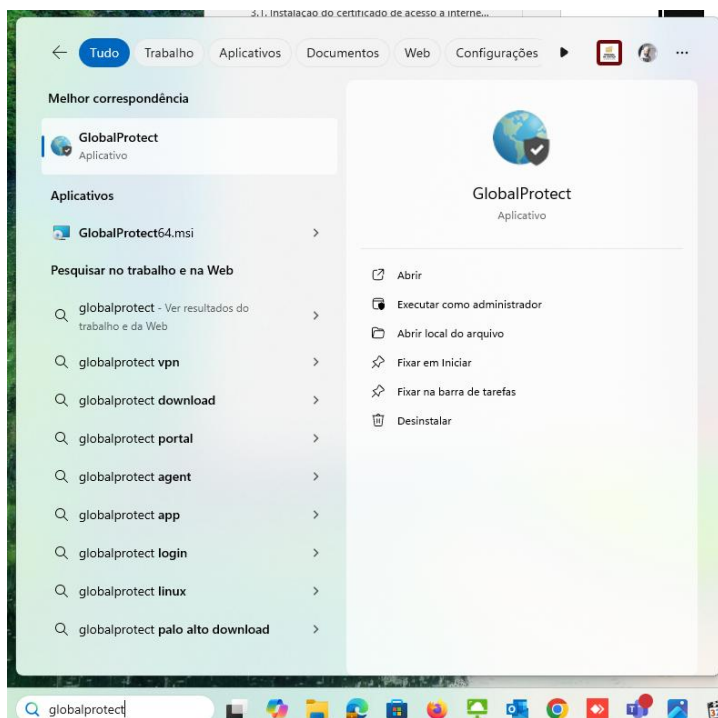 3.1. Instalação do certificado de acesso a interne...
Tudo
Trabalho
Aplicativos
Documentos
Web
Configurações
Melhor correspondência
GlobalProtect
Aplicativo
Aplicativos
GlobalProtect64.msi
Pesquisar no trabalho e na Web
globalprotect - Ver resultados do
trabalho e da Web
globalprotect vpn
globalprotect download
globalprotect portal
globalprotect agent
globalprotect app
globalprotect login
globalprotect linux
globalprotect palo alto download
GlobalProtect
Aplicativo
Abrir
Executar como administrador
Abrir local do arquivo
Fixar em Iniciar
Fixar na barra de tarefas
Desinstalar
globalprotect